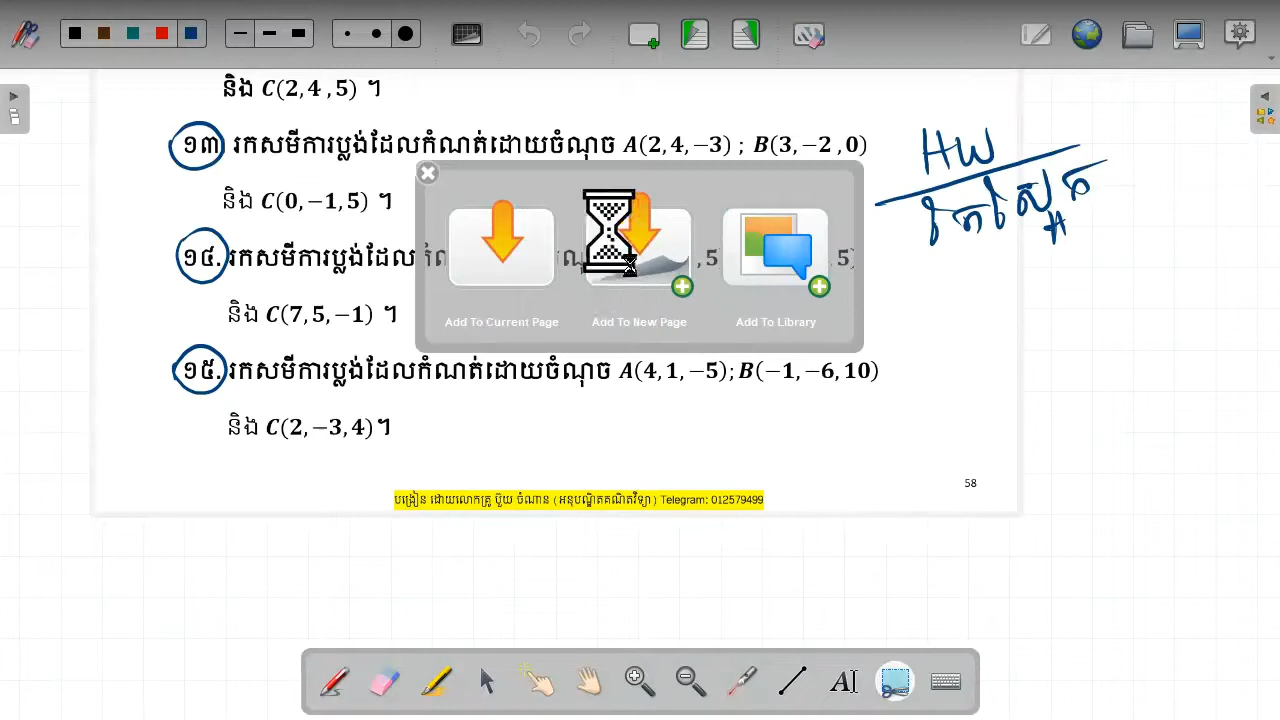 និង C(2,4 ,5) ។
១៣ រកសមីការប្លង់ដែលកំណត់ដោយចំណុច A(2,4,−3) ; B(3,−2 ,0)
HW
និង C(0,−1,5) ។
១៤. រកសមីការប្លង់ដែល ,5 5)
និង C(7,5,−1) ។
Add To Current Page Add To New Page Add To Library
១៥. រកសមីការប្លង់ដែលកំណត់ដោយចំណុច A(4,1,−5);B(−1,−6,10)
និង C(2,−3,4)។
58
បង្រៀន ដោយលោកគ្រូ ប៊ុយ ចំណាន ( អនុបណ្ឌិតគណិតវិទ្យា ) Telegram: 012579499